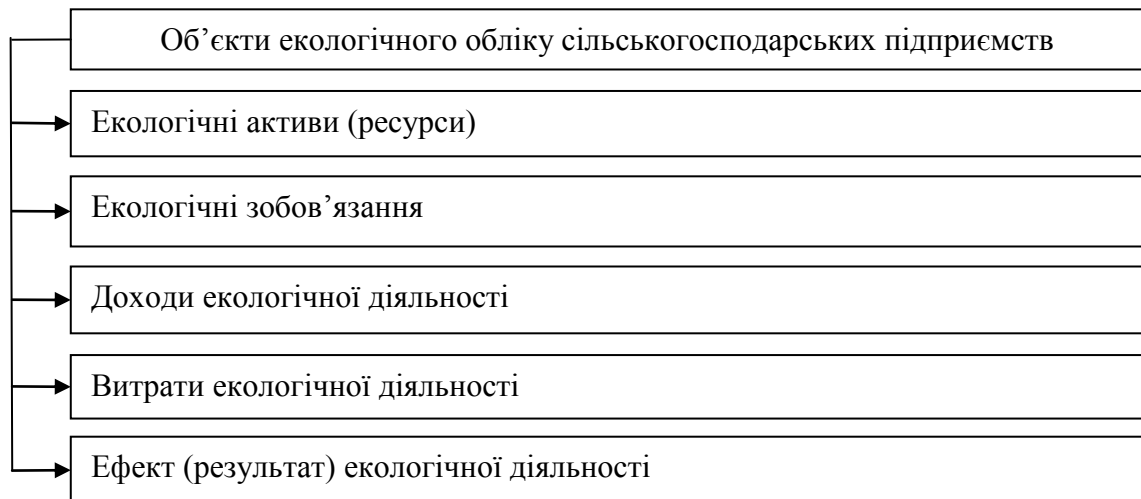 Об’єкти екологічного обліку сільськогосподарських підприємств
Екологічні активи (ресурси)
Екологічні зобов’язання
Доходи екологічної діяльності
Витрати екологічної діяльності
Ефект (результат) екологічної діяльності